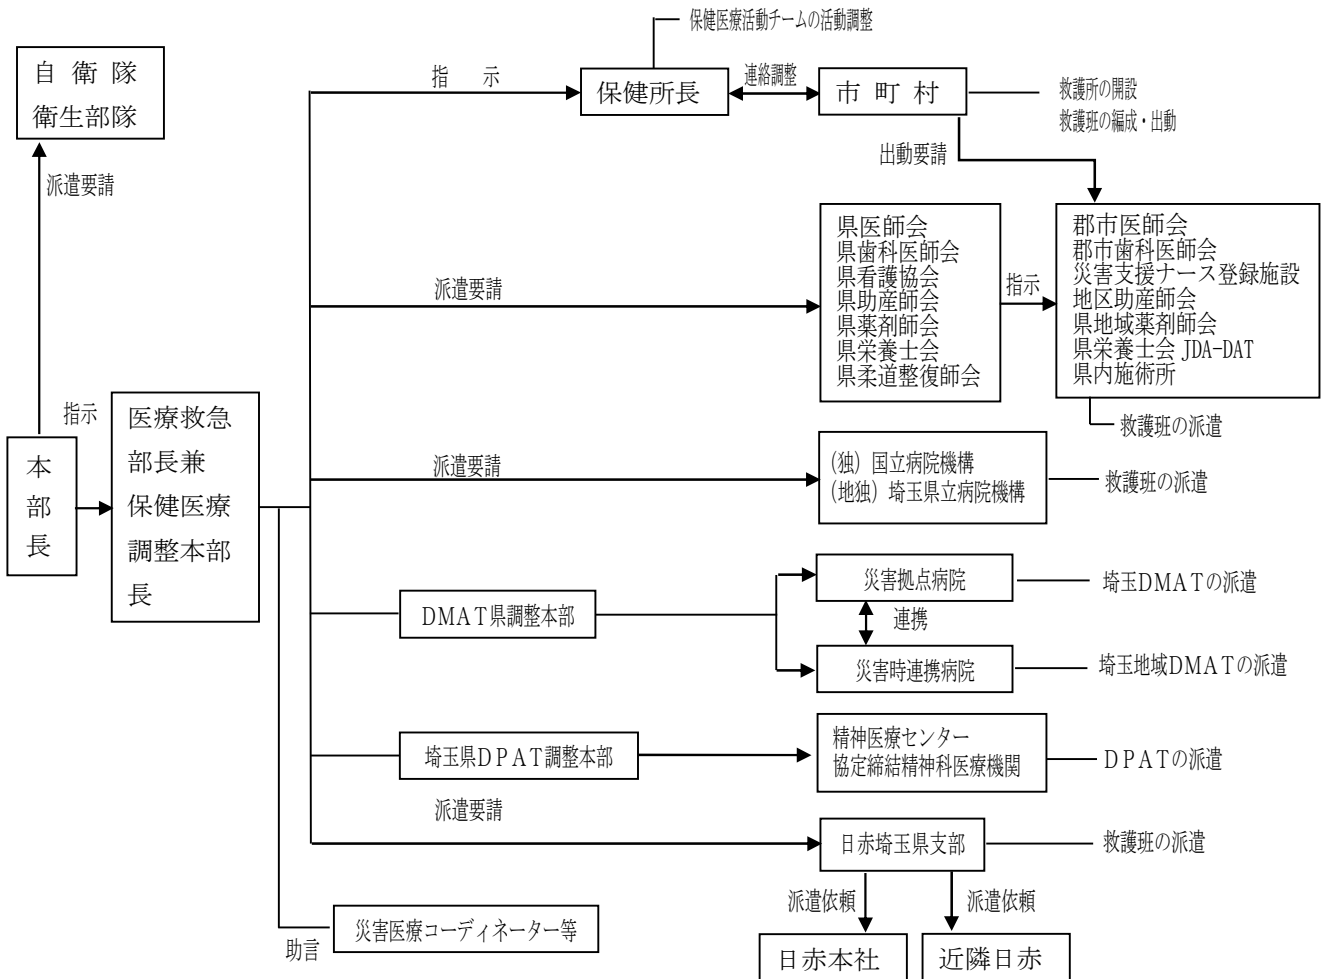 保健医療活動チームの活動調整
自衛隊
衛生部隊
指 示
保健所長
連絡調整
市町村
救護所の開設
救護班の編成・出動
出動要請
派遣要請
県医師会
県歯科医師会
県看護協会
県助産師会
県薬剤師会
県栄養士会
県柔道整復師会
指示
郡市医師会
郡市歯科医師会
災害支援ナース登録施設
地区助産師会
県地域薬剤師会
県栄養士会 JDA-DAT
県内施術所
救護班の派遣
派遣要請
指示
本部長
医療救急
部長兼
保健医療
調整本部
長
派遣要請
(独) 国立病院機構
(地独) 埼玉県立病院機構
救護班の派遣
DMAT県調整本部
災害拠点病院
埼玉DMATの派遣
連携
災害時連携病院
埼玉地域DMATの派遣
埼玉県DPAT調整本部
精神医療センター
協定締結精神科医療機関
DPATの派遣
派遣要請
日赤埼玉県支部
救護班の派遣
派遣依頼
派遣依頼
災害医療コーディネーター等
助言
日赤本社
近隣日赤